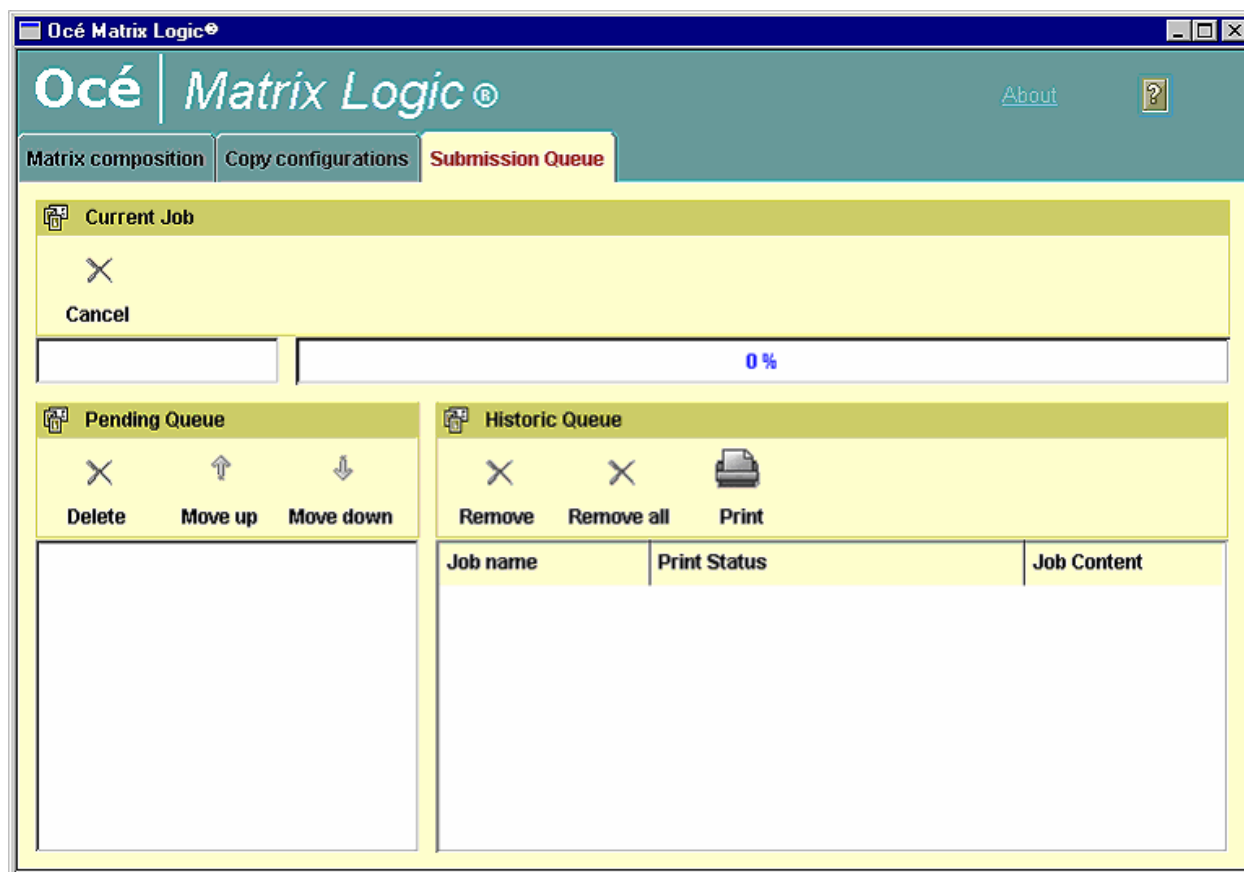 Océ Matrix Logic®
Océ Matrix Logic ®
About ?
Matrix composition Copy configurations Submission Queue
Current Job
Cancel
0 %
Pending Queue Historic Queue
Delete Move up Move down Remove Remove all Print
Job name Print Status Job Content